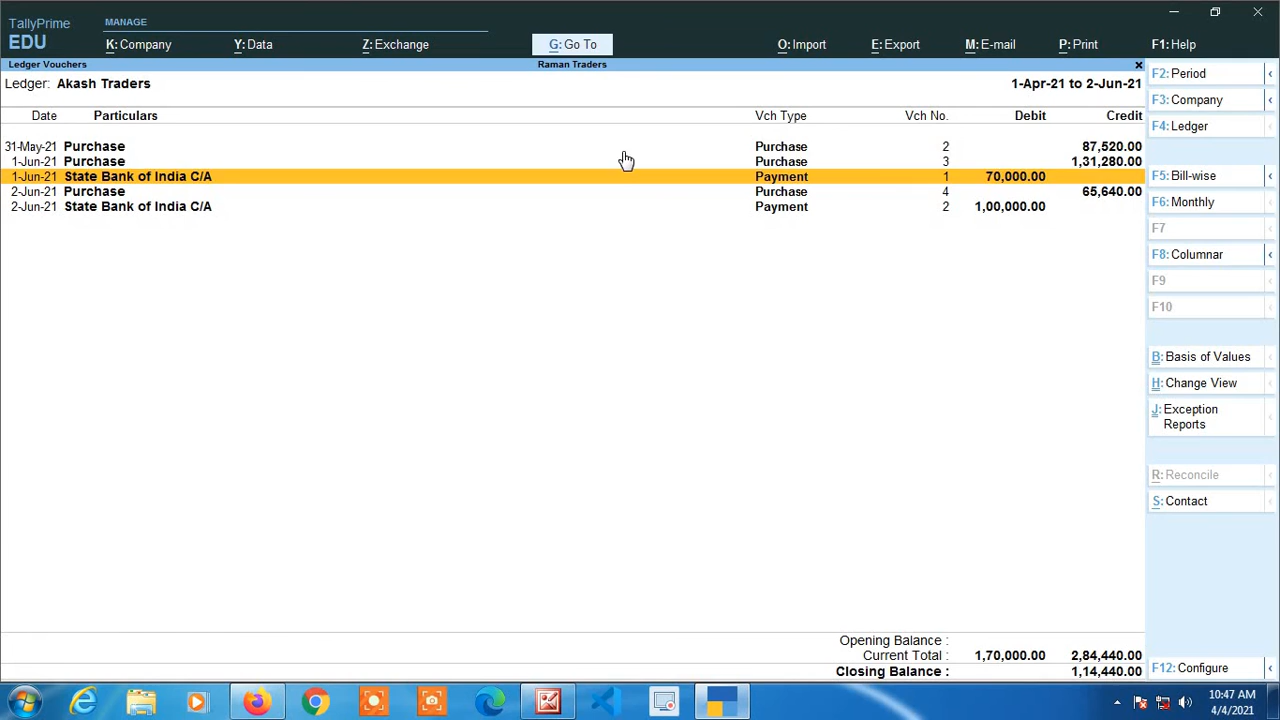 TallyPrime
EDU
MANAGE
K: Company
Y: Data
Z: Exchange
G: Go To
O: Import
E: Export
M: E-mail
P: Print
F1: Help
Ledger Vouchers
Raman Traders
Ledger: Akash Traders
1-Apr-21 to 2-Jun-21
Date Particulars Vch Type Vch No. Debit Credit
31-May-21 Purchase Purchase 2 87,520.00
1-Jun-21 Purchase Purchase 3 1,31,280.00
1-Jun-21 State Bank of India C/A Payment 1 70,000.00
2-Jun-21 Purchase Purchase 4 65,640.00
2-Jun-21 State Bank of India C/A Payment 2 1,00,000.00
Opening Balance :
Current Total : 1,70,000.00 2,84,440.00
Closing Balance : 1,14,440.00
F2: Period
F3: Company
F4: Ledger
F5: Bill-wise
F6: Monthly
F7
F8: Columnar
F9
F10
B: Basis of Values
H: Change View
J: Exception
Reports
R: Reconcile
S: Contact
F12: Configure
10:47 AM
4/4/2021